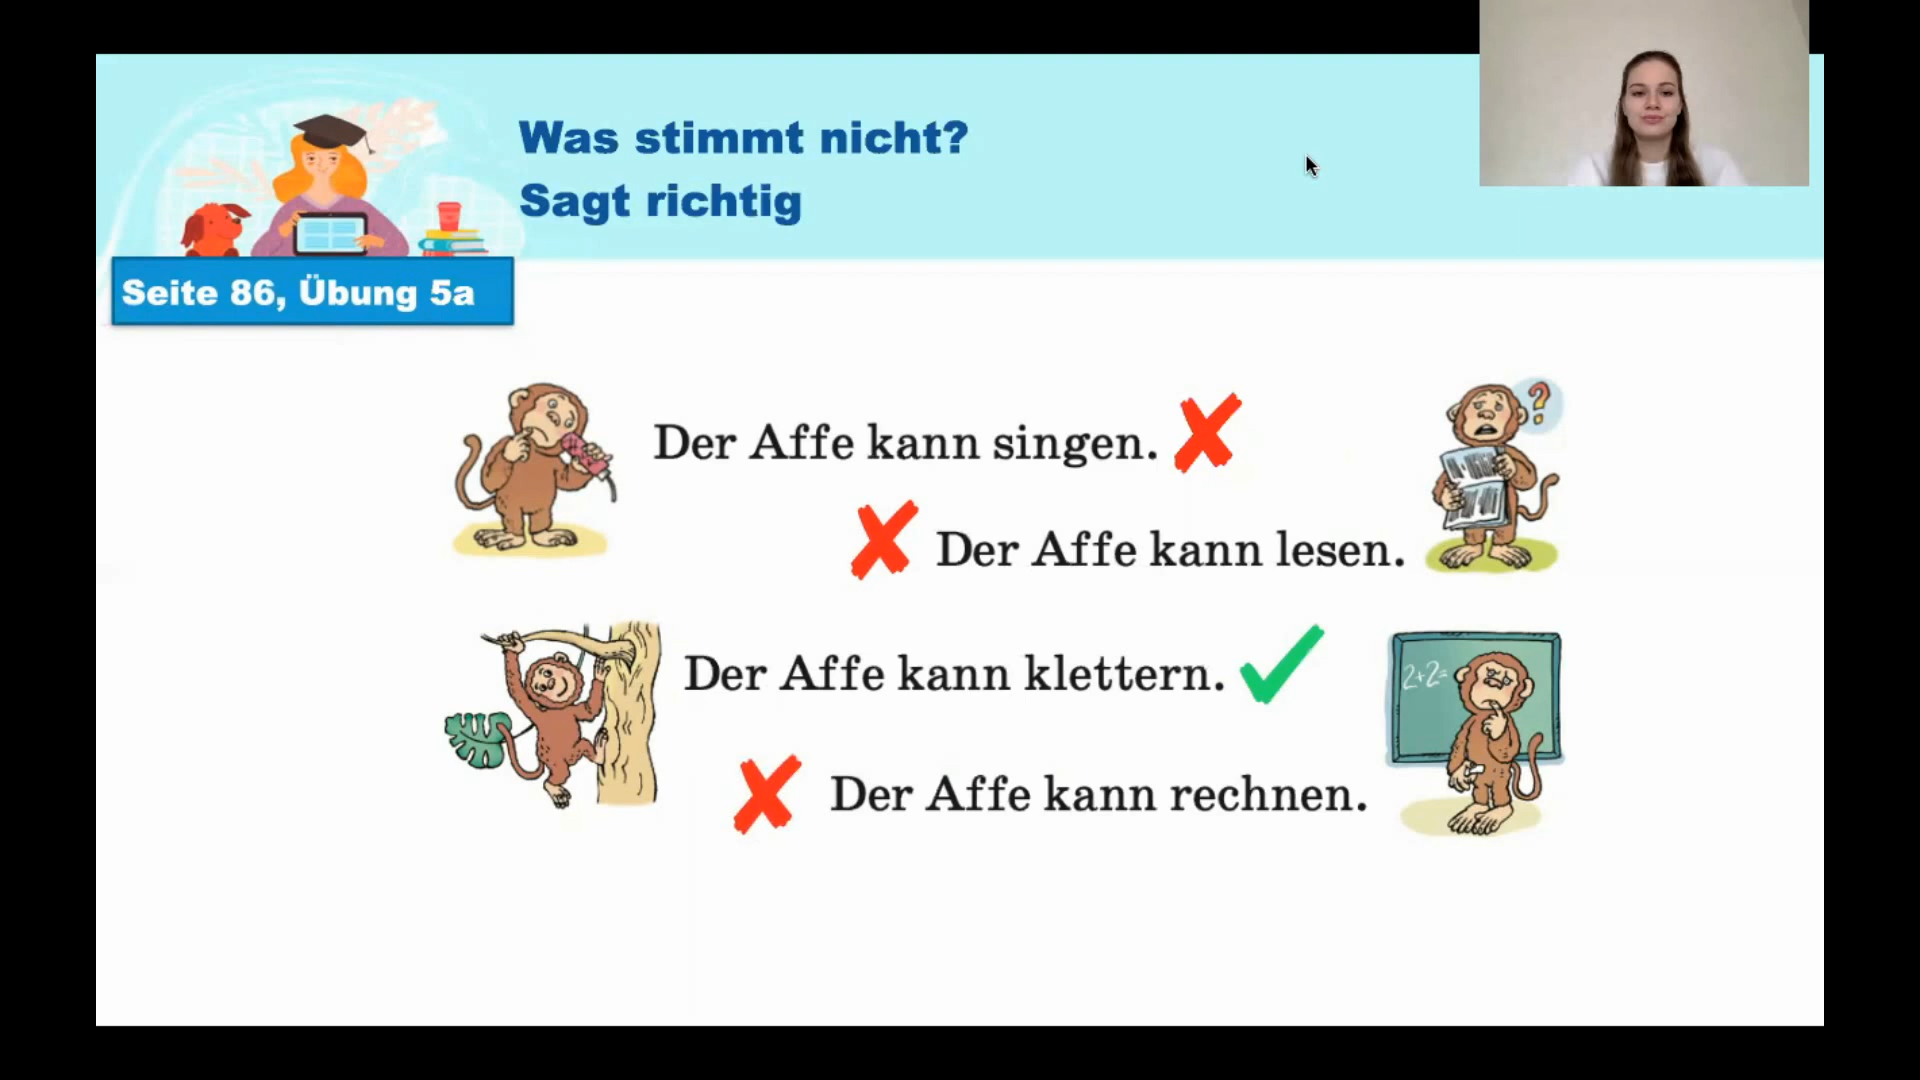 Was stimmt nicht?
Sagt richtig
Seite 86, Übung 5a
Der Affe kann singen.
?
Der Affe kann lesen.
Der Affe kann klettern.
2+2=
Der Affe kann rechnen.